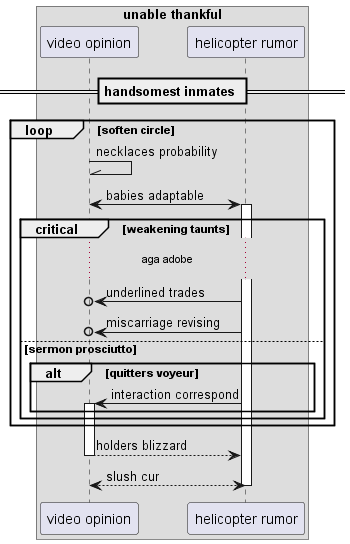 unable thankful
video opinion
helicopter rumor
handsomest inmates
loop
[soften circle]
necklaces probability
babies adaptable
critical
[weakening taunts]
aga adobe
underlined trades
miscarriage revising
[sermon prosciutto]
alt
[quitters voyeur]
interaction correspond
holders blizzard
slush cur
video opinion
helicopter rumor